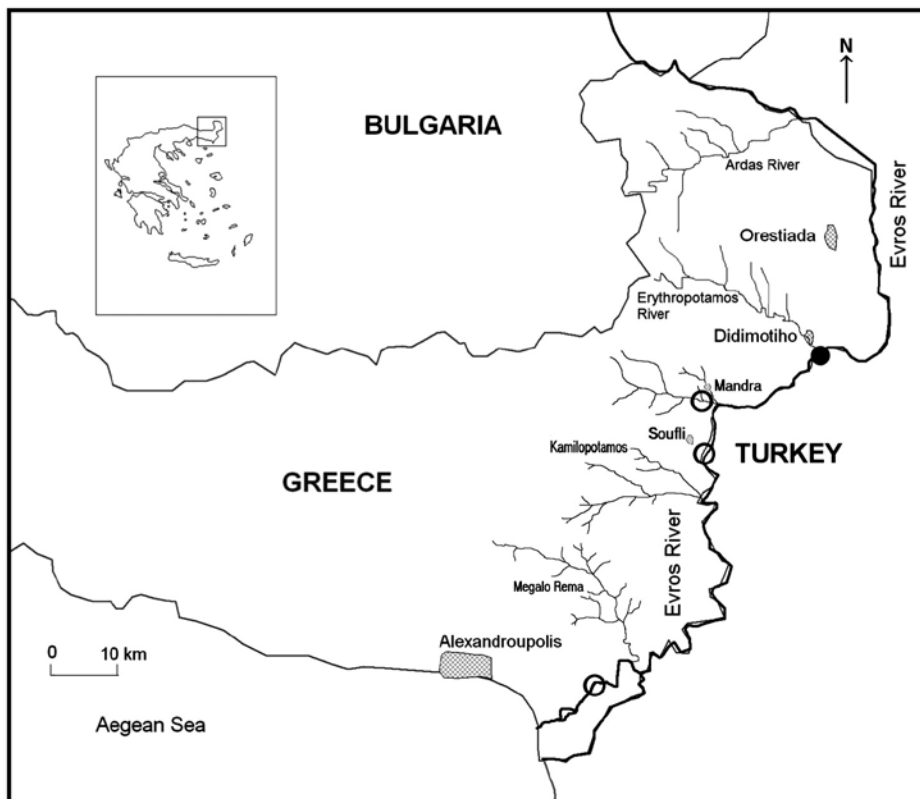 N
BULGARIA
Ardas River
Evros River
Orestiada
Erythropotamos
River
Didimotiho
Mandra
Soufli
TURKEY
Kamilopotamos
GREECE
Evros River
Megalo Rema
Alexandroupolis
0 10 km
Aegean Sea